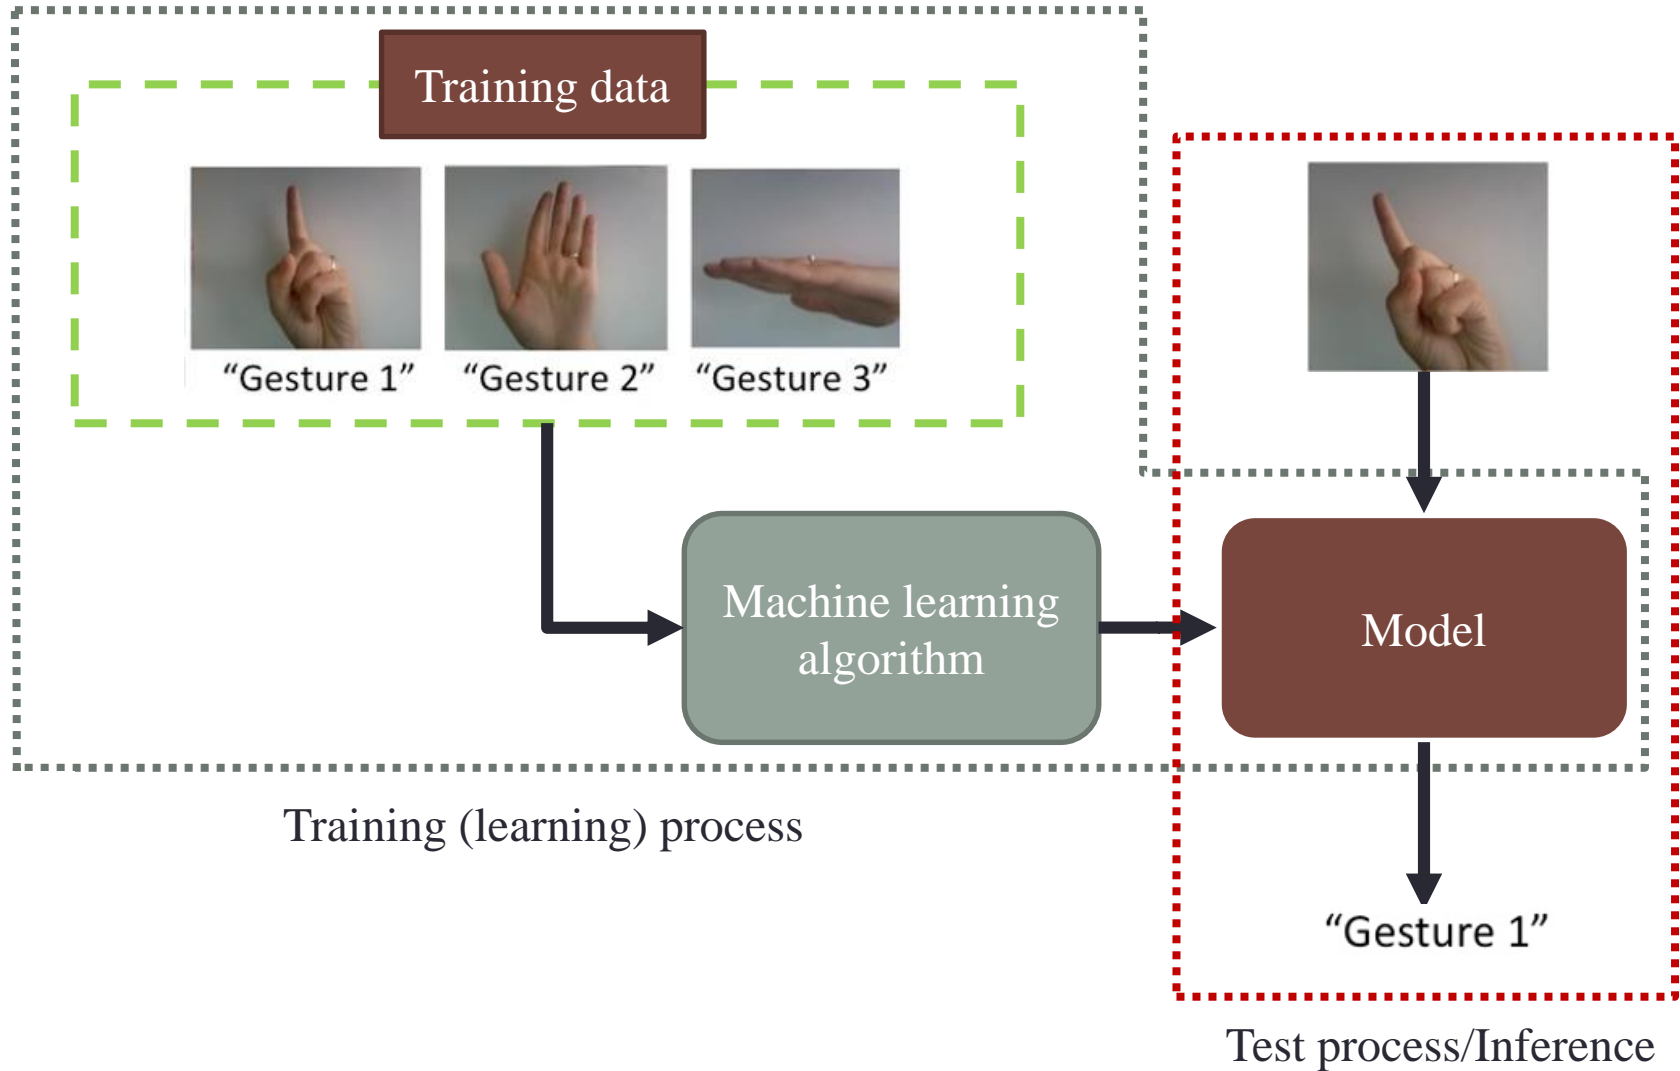 Training data
“Gesture 1”
“Gesture 2”
“Gesture 3”
Machine learning
algorithm
Model
Training (learning) process
“Gesture 1”
Test process/Inference